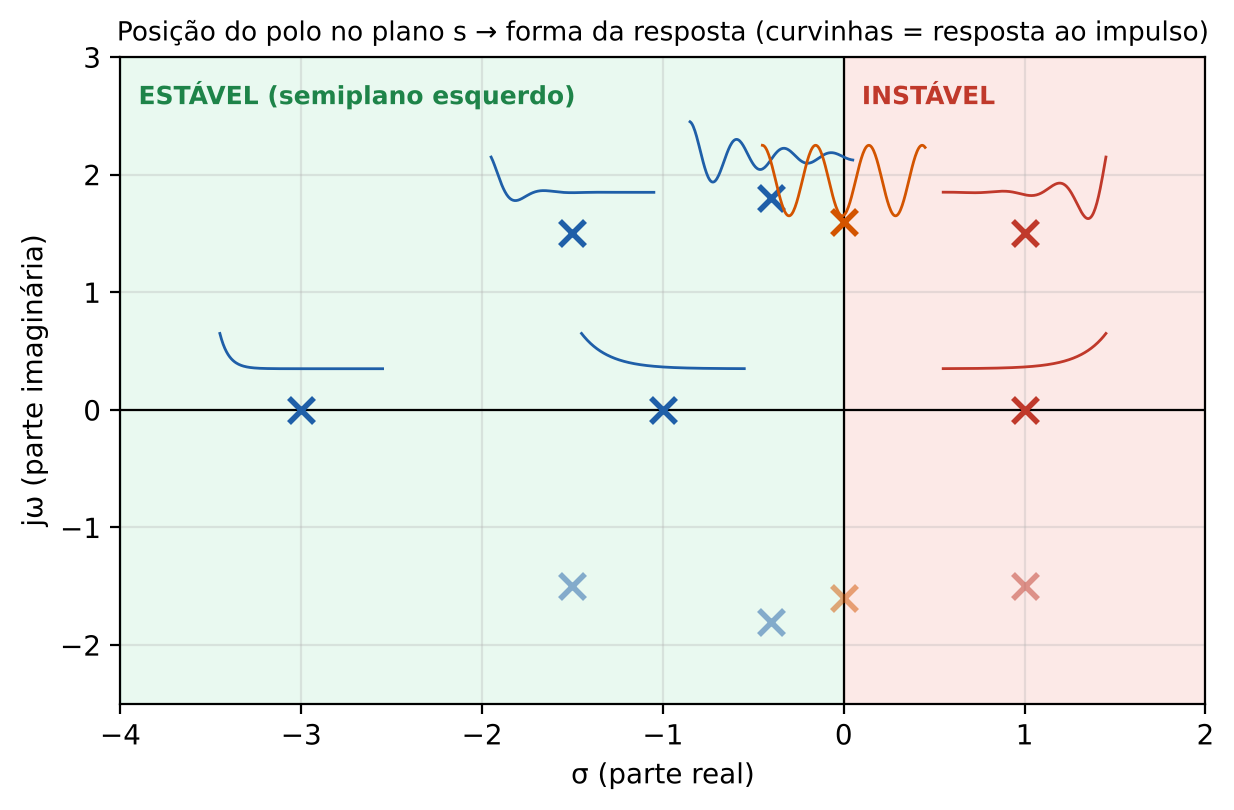 Posição do polo no plano s → forma da resposta (curvinhas = resposta ao impulso)
3
ESTÁVEL (semiplano esquerdo)
INSTÁVEL
2
1
0
−1
−2
jω (parte imaginária)
−4
−3
−2
−1
0
1
2
σ (parte real)